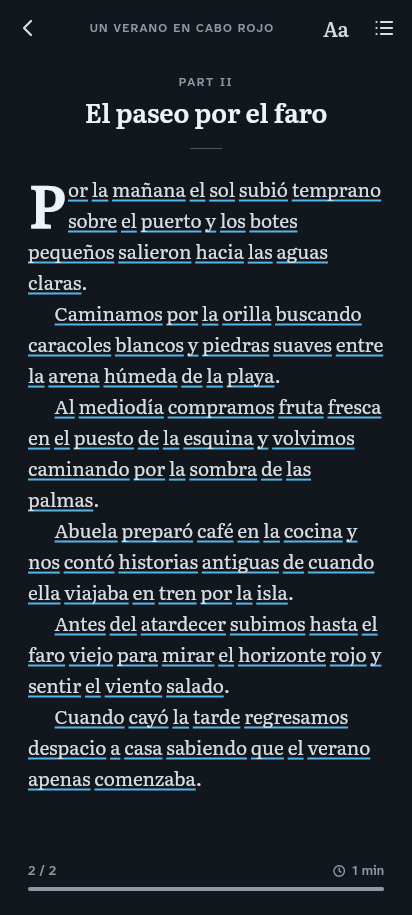 UN VERANO EN CABO ROJO
Aa
PART II
El paseo por el faro
Por la mañana el sol subió temprano
sobre el puerto y los botes
pequeños salieron hacia las aguas
claras.
Caminamos por la orilla buscando
caracoles blancos y piedras suaves entre
la arena húmeda de la playa.
Al mediodía compramos fruta fresca
en el puesto de la esquina y volvimos
caminando por la sombra de las
palmas.
Abuela preparó café en la cocina y
nos contó historias antiguas de cuando
ella viajaba en tren por la isla.
Antes del atardecer subimos hasta el
faro viejo para mirar el horizonte rojo y
sentir el viento salado.
Cuando cayó la tarde regresamos
despacio a casa sabiendo que el verano
apenas comenzaba.
2 / 2
1 min